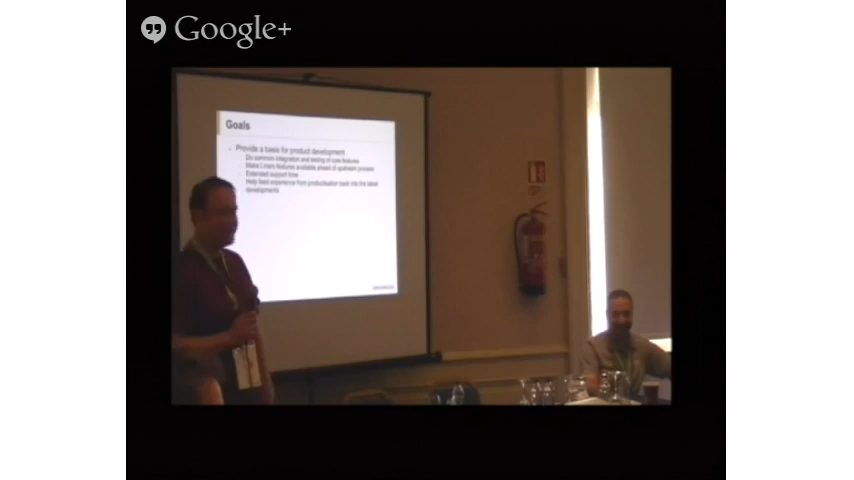 Google+
Goals
Provide a basis for product development
Do common integration and testing of core features
Make Linaro features available ahead of upstream process
Extended support time
Help feed experience from productisation back into the latest
developments